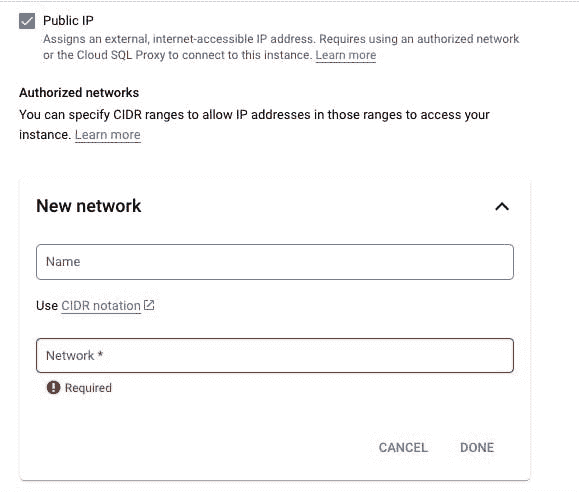 Public IP
Assigns an external, internet-accessible IP address. Requires using an authorized network
or the Cloud SQL Proxy to connect to this instance. Learn more
Authorized networks
You can specify CIDR ranges to allow IP addresses in those ranges to access your
instance. Learn more
New network
Name
Use CIDR notation
Network *
Required
CANCEL DONE